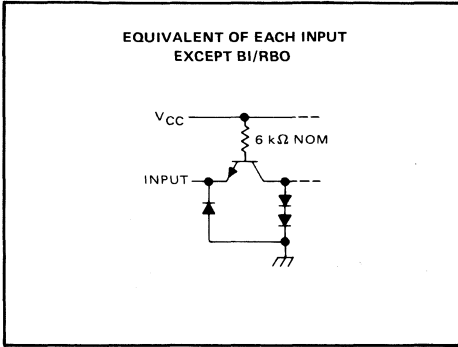 EQUIVALENT OF EACH INPUT
EXCEPT BI/RBO
VCC
6 kΩ NOM
INPUT